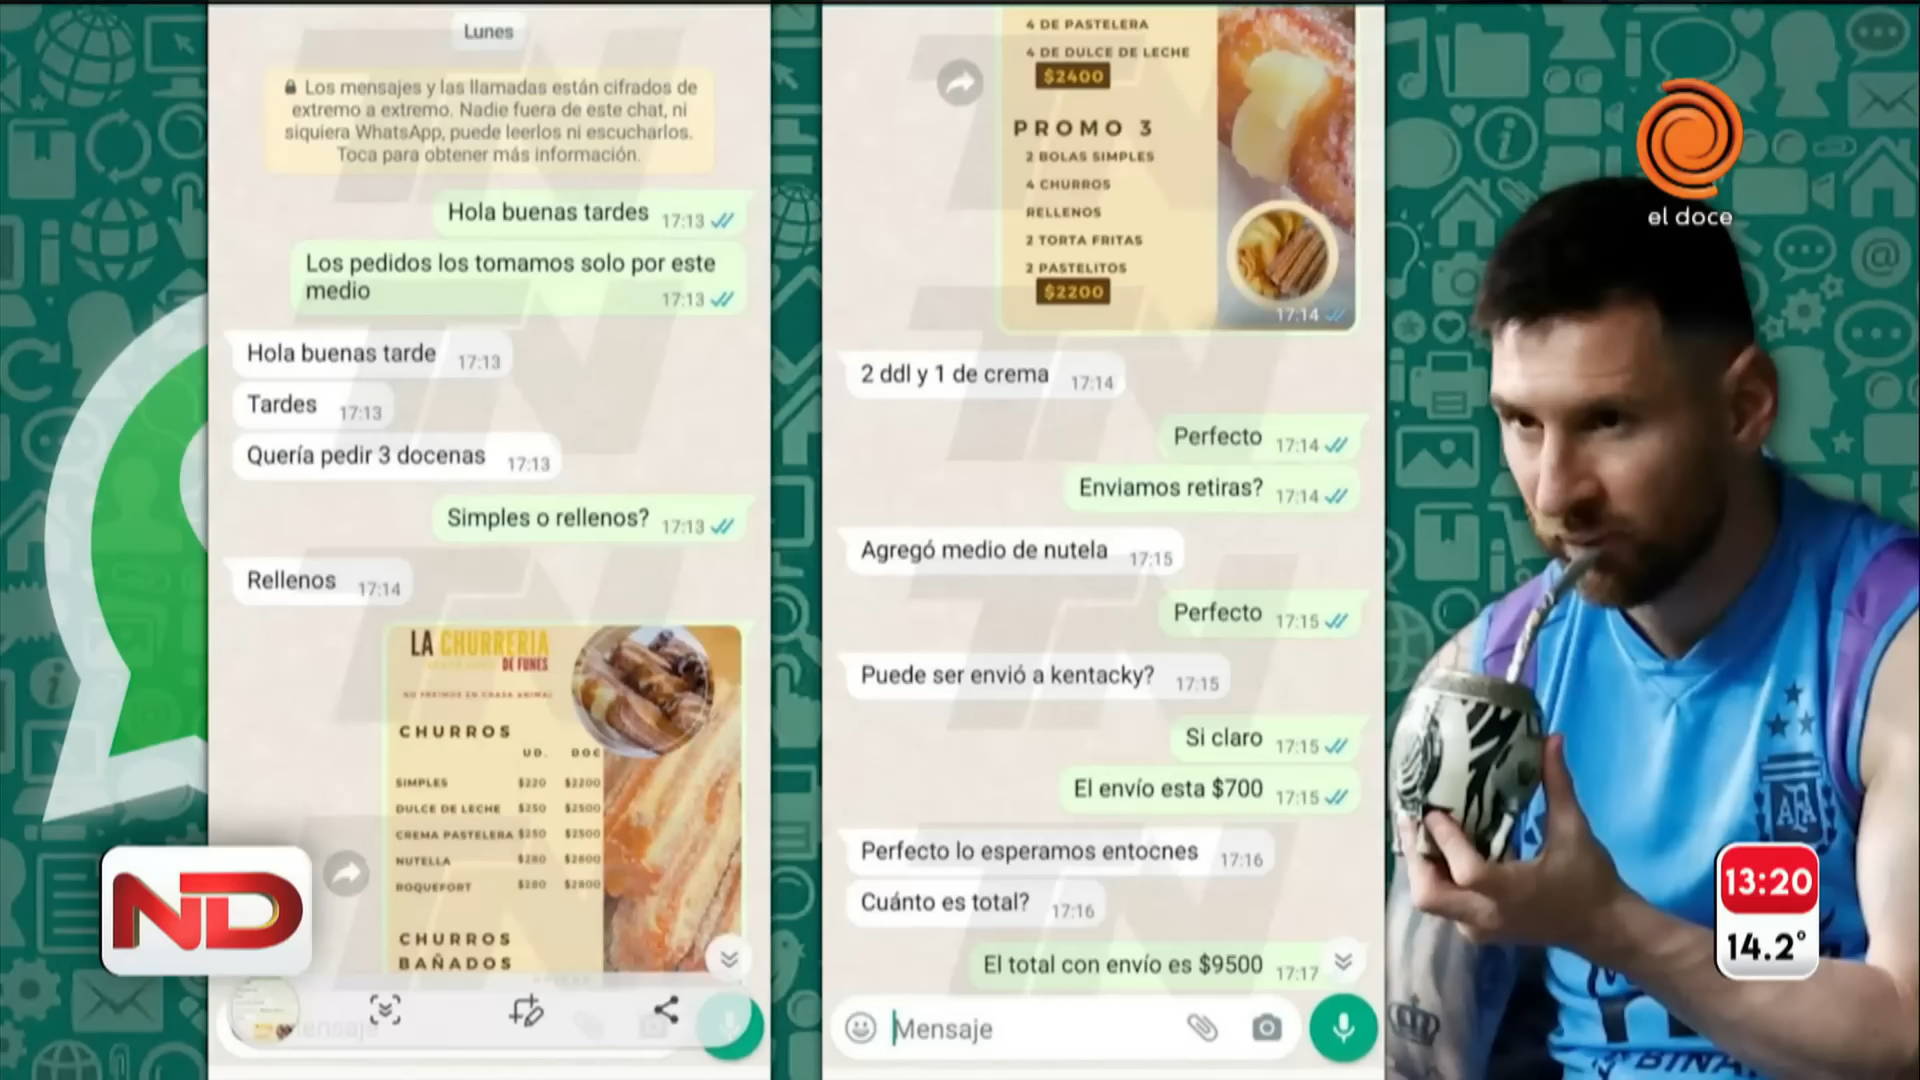 Lunes
Los mensajes y las llamadas están cifrados de
extremo a extremo. Nadie fuera de este chat, ni
siquiera WhatsApp, puede leerlos ni escucharlos.
Toca para obtener más información.
Hola buenas tardes 17:13
Los pedidos los tomamos solo por este
medio 17:13
Hola buenas tarde 17:13
Tardes 17:13
Quería pedir 3 docenas 17:13
Simples o rellenos? 17:13
Rellenos 17:14
LA CHURRERIA
DE FUNES
CHURROS
UD. DOC
SIMPLES $220 $2200
DULCE DE LECHE $250 $2500
CREMA PASTELERA $250 $2500
NUTELLA $280 $2800
ROQUEFORT $280 $2800
CHURROS
BAÑADOS
Mensaje
4 DE PASTELERA
4 DE DULCE DE LECHE
$2400
PROMO 3
2 BOLAS SIMPLES
4 CHURROS
RELLENOS
2 TORTA FRITAS
2 PASTELITOS
$2200
17:14
2 ddl y 1 de crema 17:14
Perfecto 17:14
Enviamos retiras? 17:14
Agregó medio de nutela 17:15
Perfecto 17:15
Puede ser envió a kentacky? 17:15
Si claro 17:15
El envío esta $700 17:15
Perfecto lo esperamos entocnes 17:16
Cuánto es total? 17:16
El total con envío es $9500 17:17
Mensaje
el doce
AFA
ND
13:20
14.2°
TN